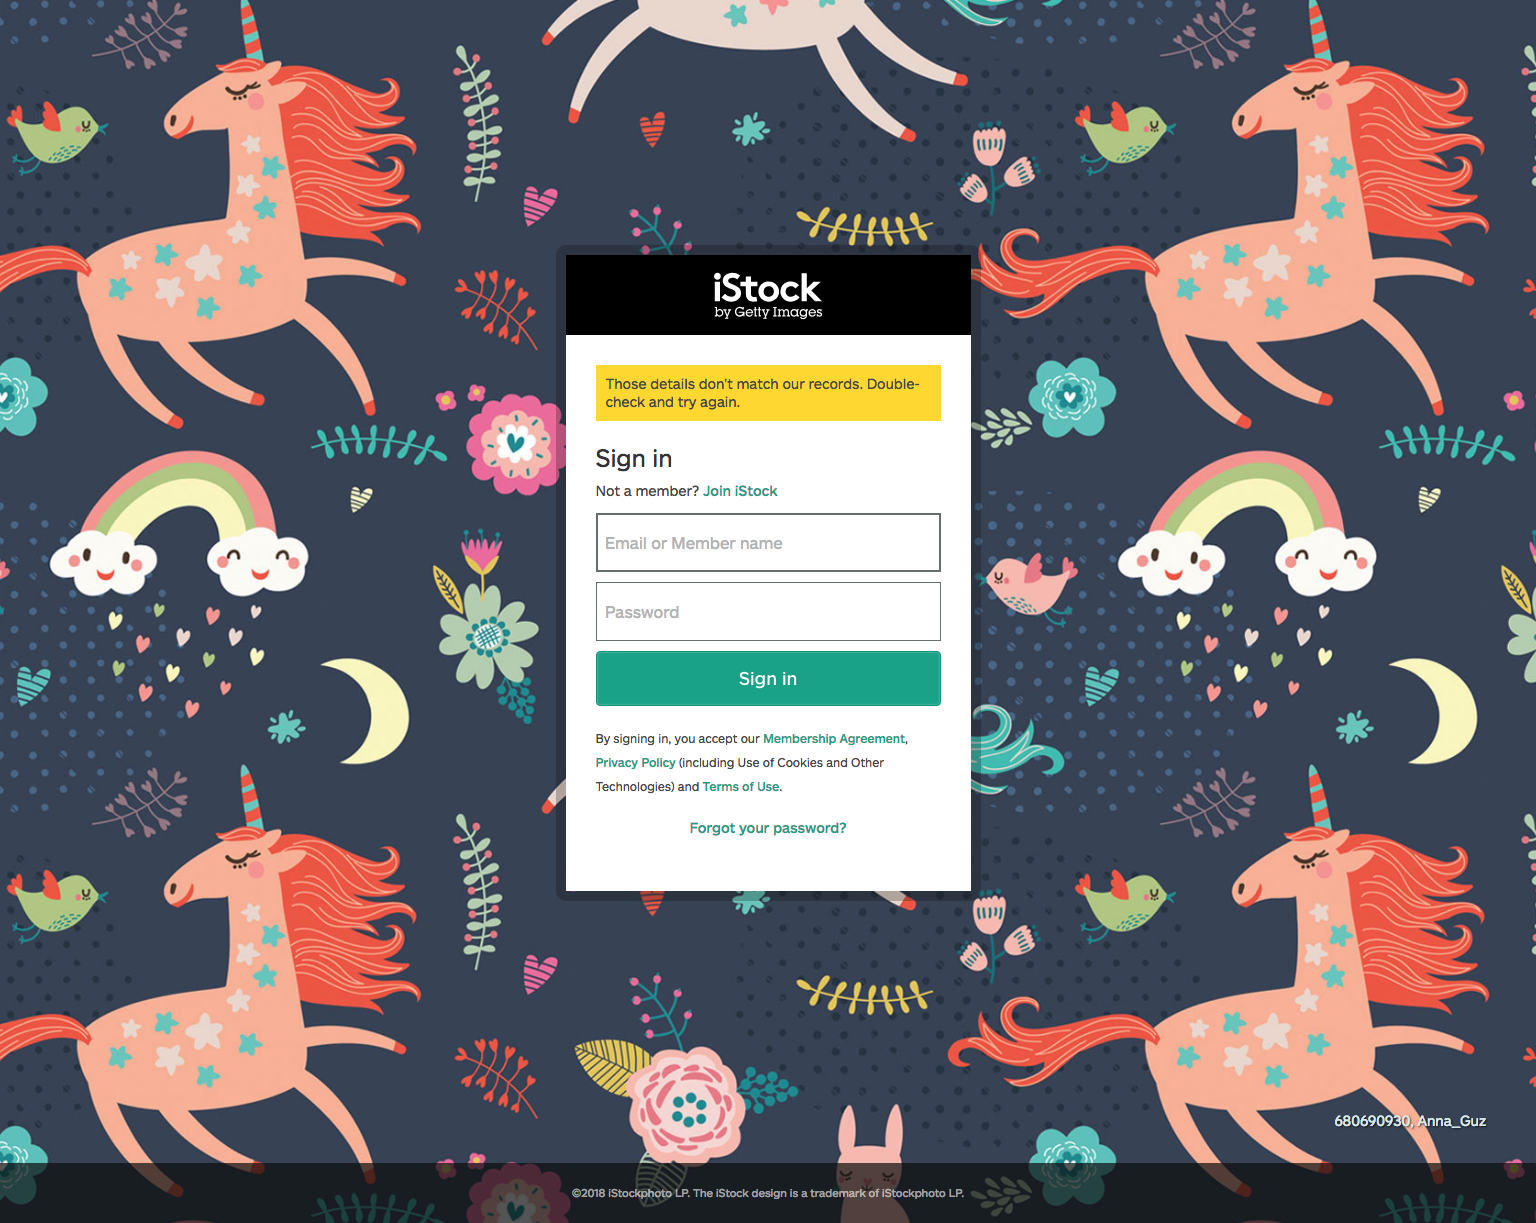 iStock
by Getty Images
Those details don't match our records. Double-
check and try again.
Sign in
Not a member? Join iStock
Email or Member name
Password
Sign in
By signing in, you accept our Membership Agreement,
Privacy Policy (including Use of Cookies and Other
Technologies) and Terms of Use.
Forgot your password?
680690930, Anna_Guz
©2018 iStockphoto LP. The iStock design is a trademark of iStockphoto LP.